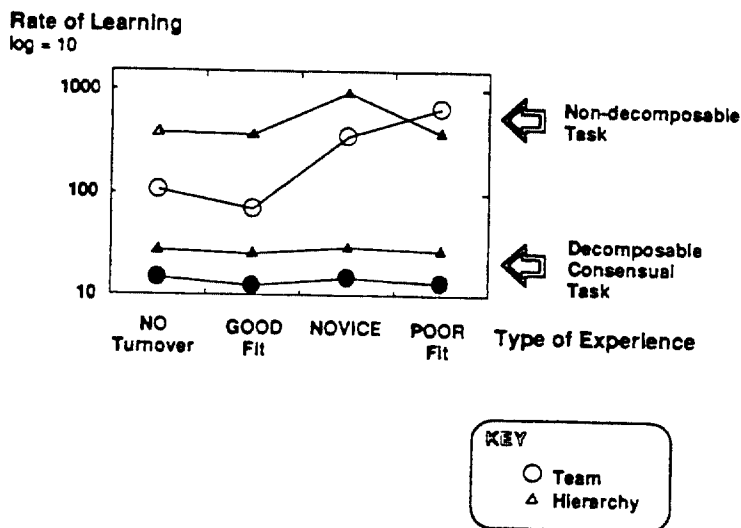 Rate of Learning
log = 10
1000
100
10
Non-decomposable
Task
Decomposable
Consensual
Task
NO
Turnover
GOOD
Fit
NOVICE
POOR
Fit
Type of Experience
KEY
Team
Hierarchy